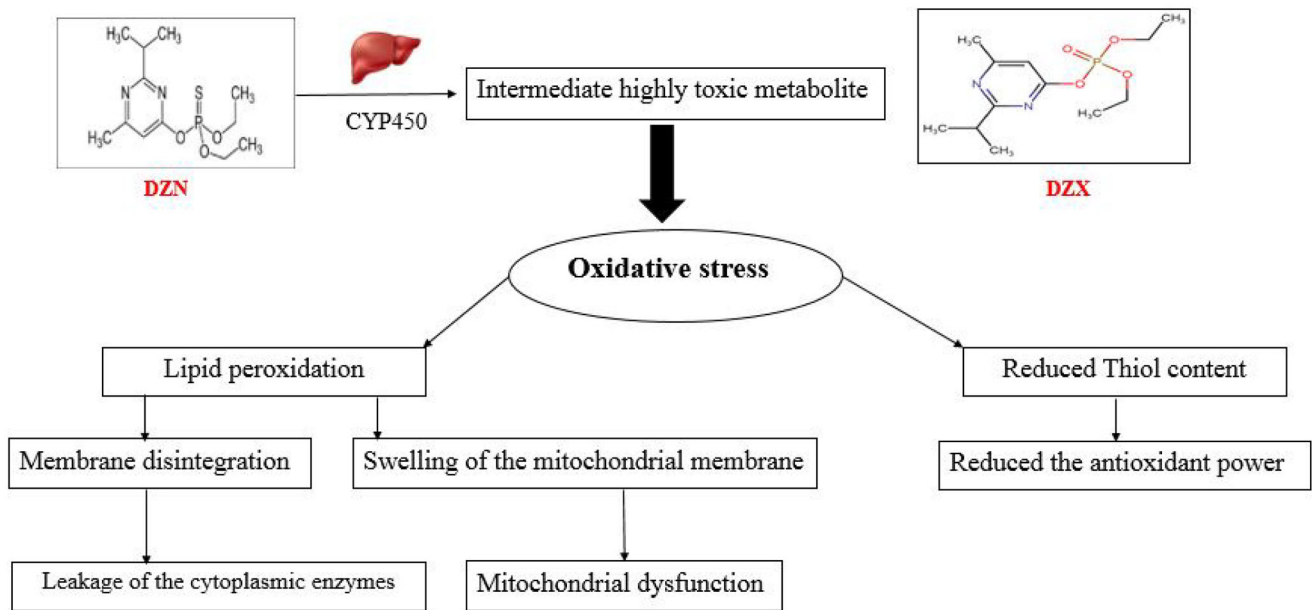 H₃C
CH₃
N
N
S
CH₃
H₃C
O
P
O
O
CH₃
DZN
CYP450
Intermediate highly toxic metabolite
CH₃
H₃C
O
O
P
O
O
N
N
H₃C
H₃C
CH₃
DZX
Oxidative stress
Lipid peroxidation
Reduced Thiol content
Membrane disintegration
Swelling of the mitochondrial membrane
Reduced the antioxidant power
Leakage of the cytoplasmic enzymes
Mitochondrial dysfunction